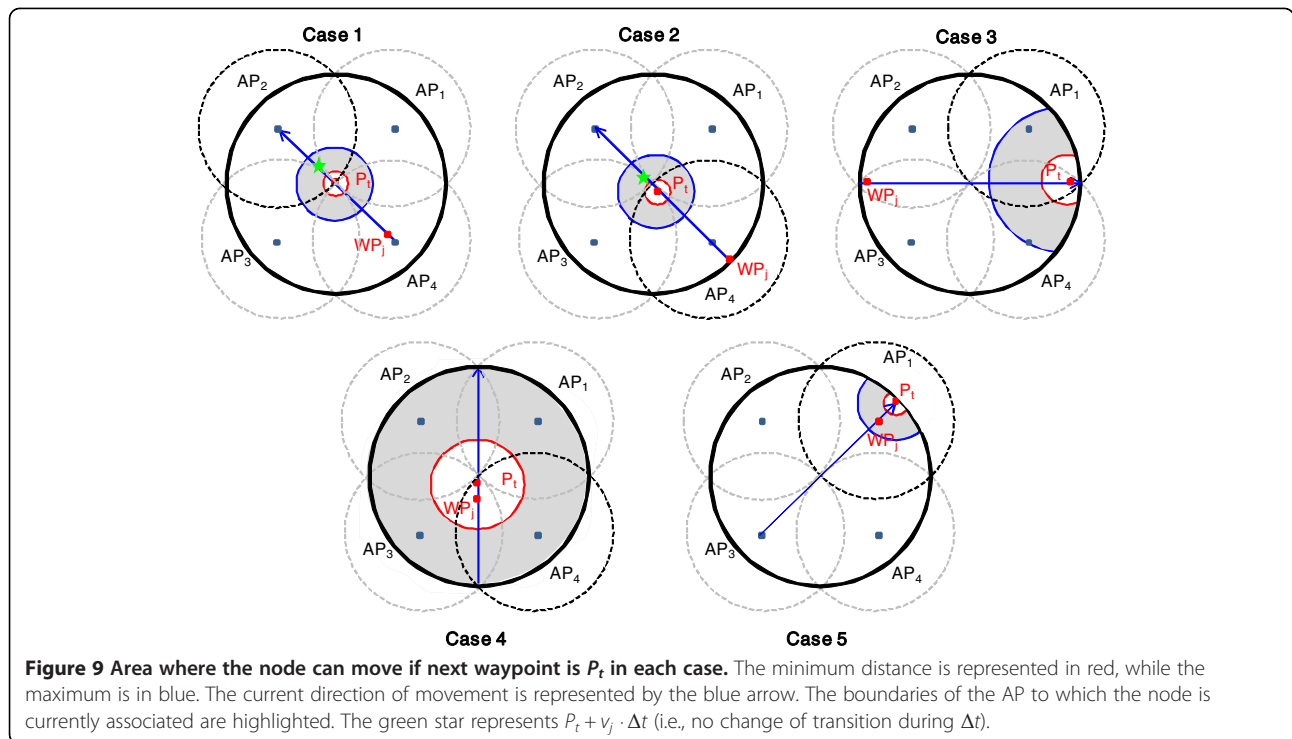 Case 1
Case 2
Case 3
AP2
AP1
Pt
WPj
AP3
AP4
AP2
AP1
Pt
WPj
AP3
AP4
AP2
AP1
Pt
WPj
AP3
AP4
AP2
AP1
Pt
WPj
AP3
AP4
AP2
AP1
Pt
WPj
AP3
AP4
Case 4
Case 5
Figure 9 Area where the node can move if next waypoint is Pt in each case. The minimum distance is represented in red, while the
maximum is in blue. The current direction of movement is represented by the blue arrow. The boundaries of the AP to which the node is
currently associated are highlighted. The green star represents Pt + vj · Δt (i.e., no change of transition during Δt).